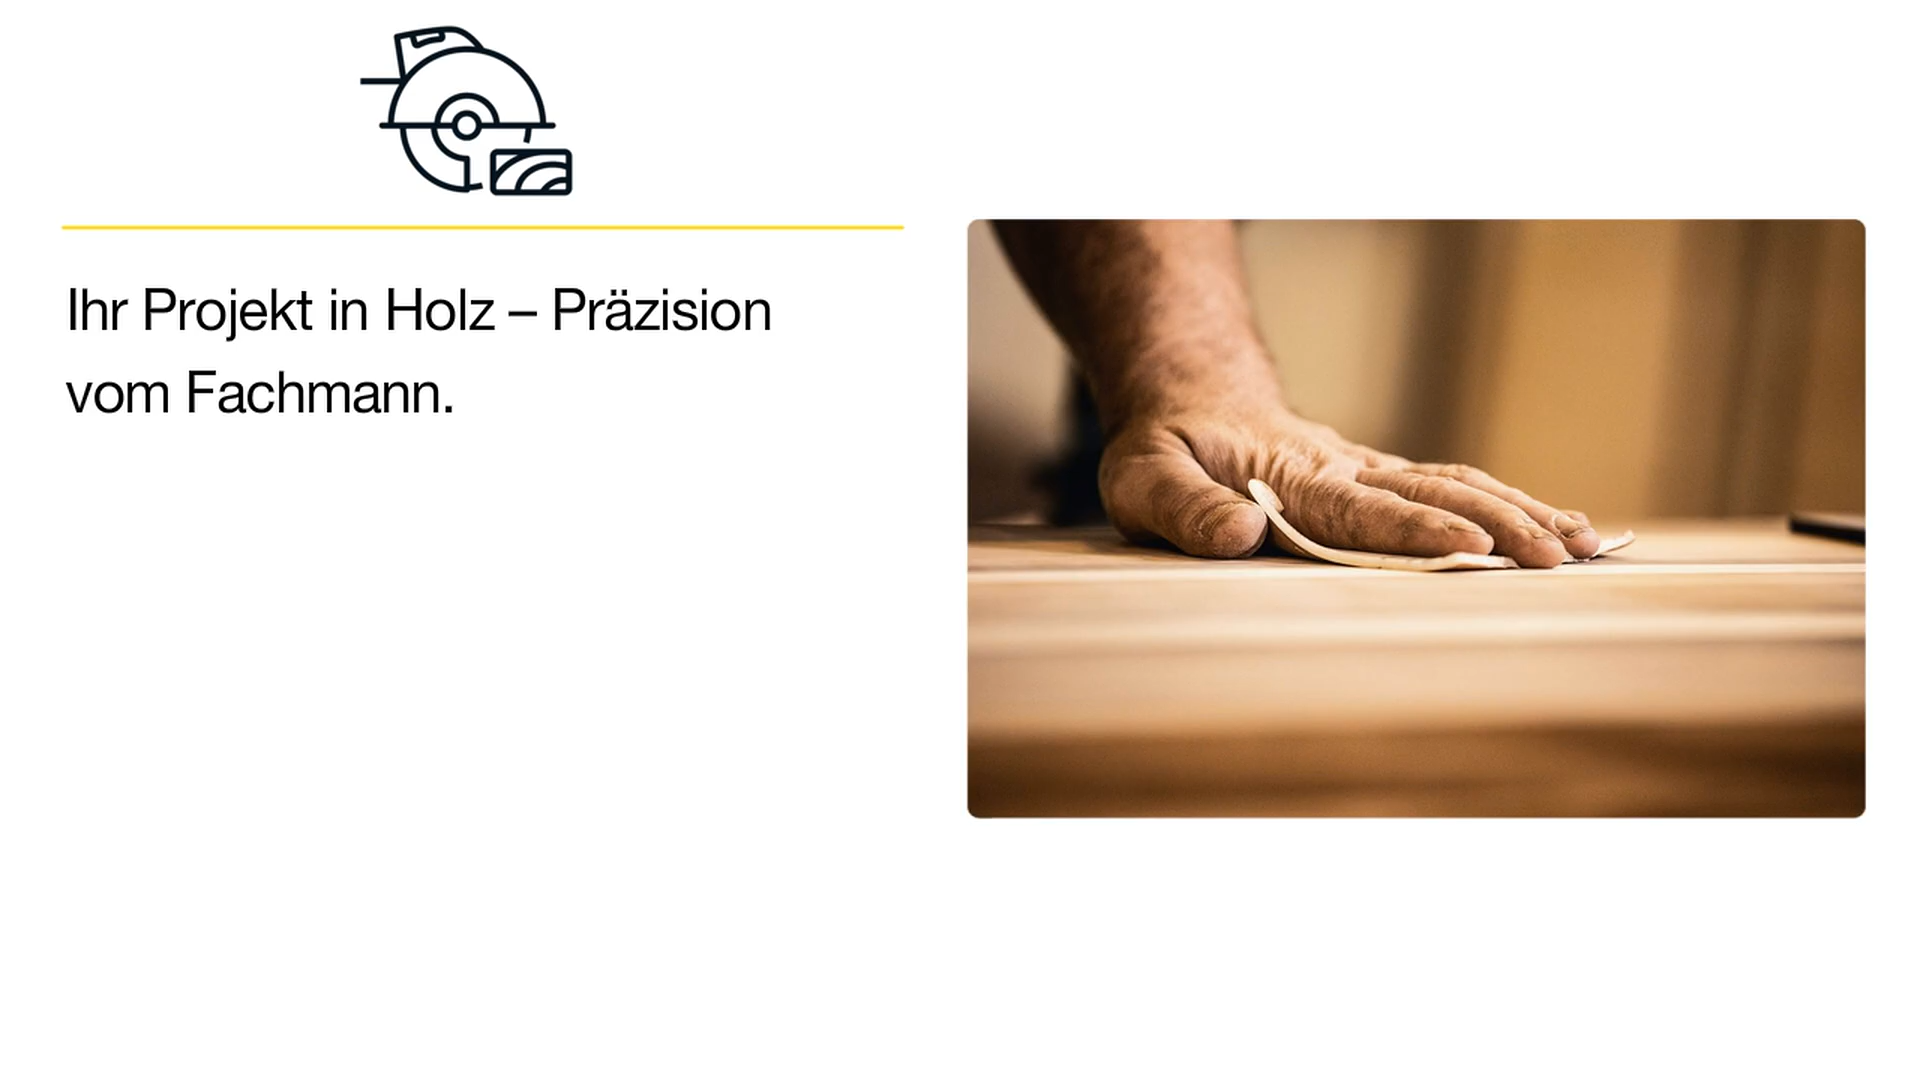 Ihr Projekt in Holz – Präzision
vom Fachmann.